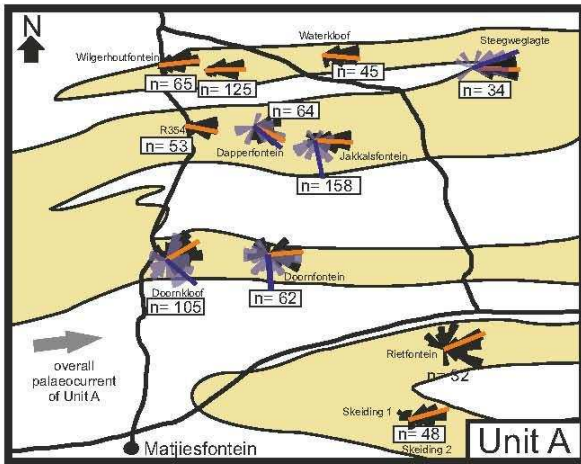 N
Waterkloof
Steegweglagte
Wilgerhoutfontein
n= 65
n= 125
n= 45
n= 34
n= 64
R354
n= 53
Dapperfontein
Jakkalsfontein
n= 158
Doornkloof
n= 105
Doornfontein
n= 62
overall
palaeocurrent
of Unit A
Rietfontein
n= 52
Skeiding 1
n= 48
Skeiding 2
Matjiesfontein
Unit A